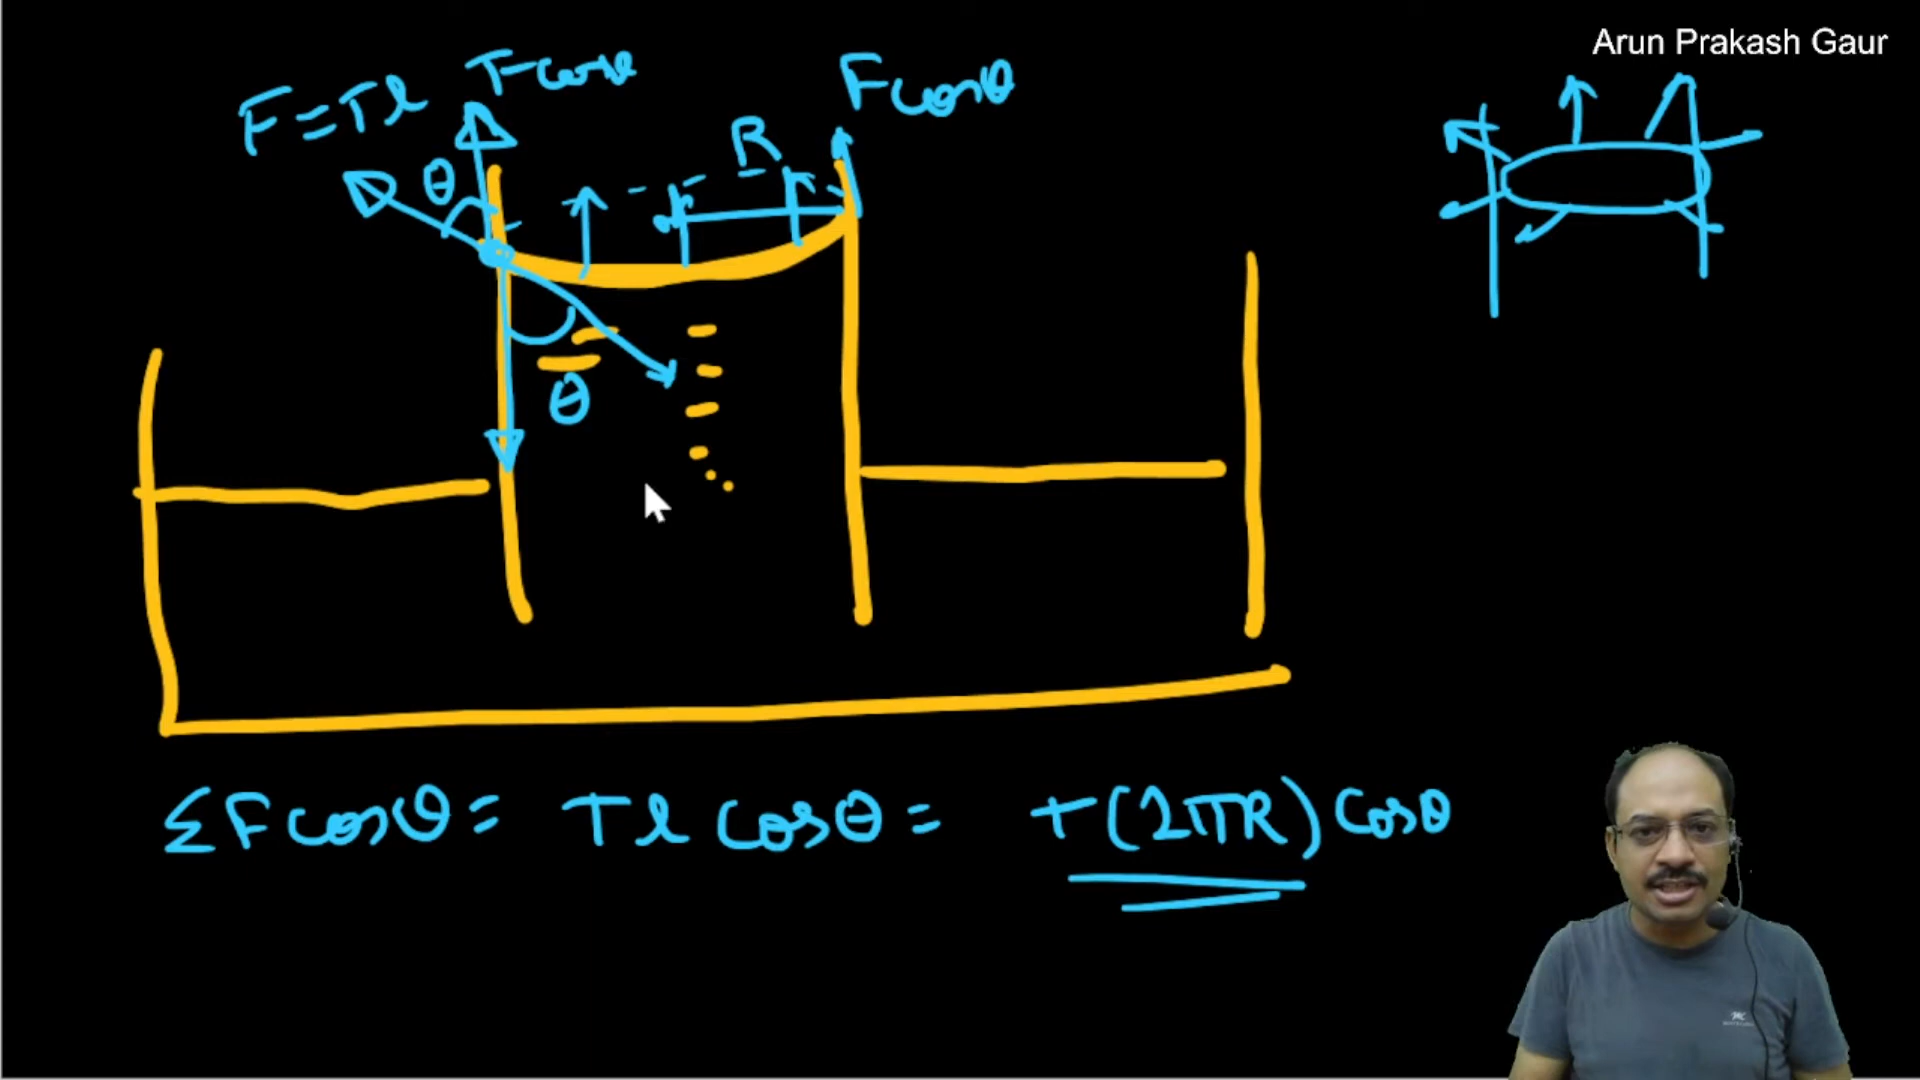 Arun Prakash Gaur
F=Tl Fcosθ Fcosθ
θ R
θ
ΣFcosθ = Tl cosθ = T(2πR) cosθ